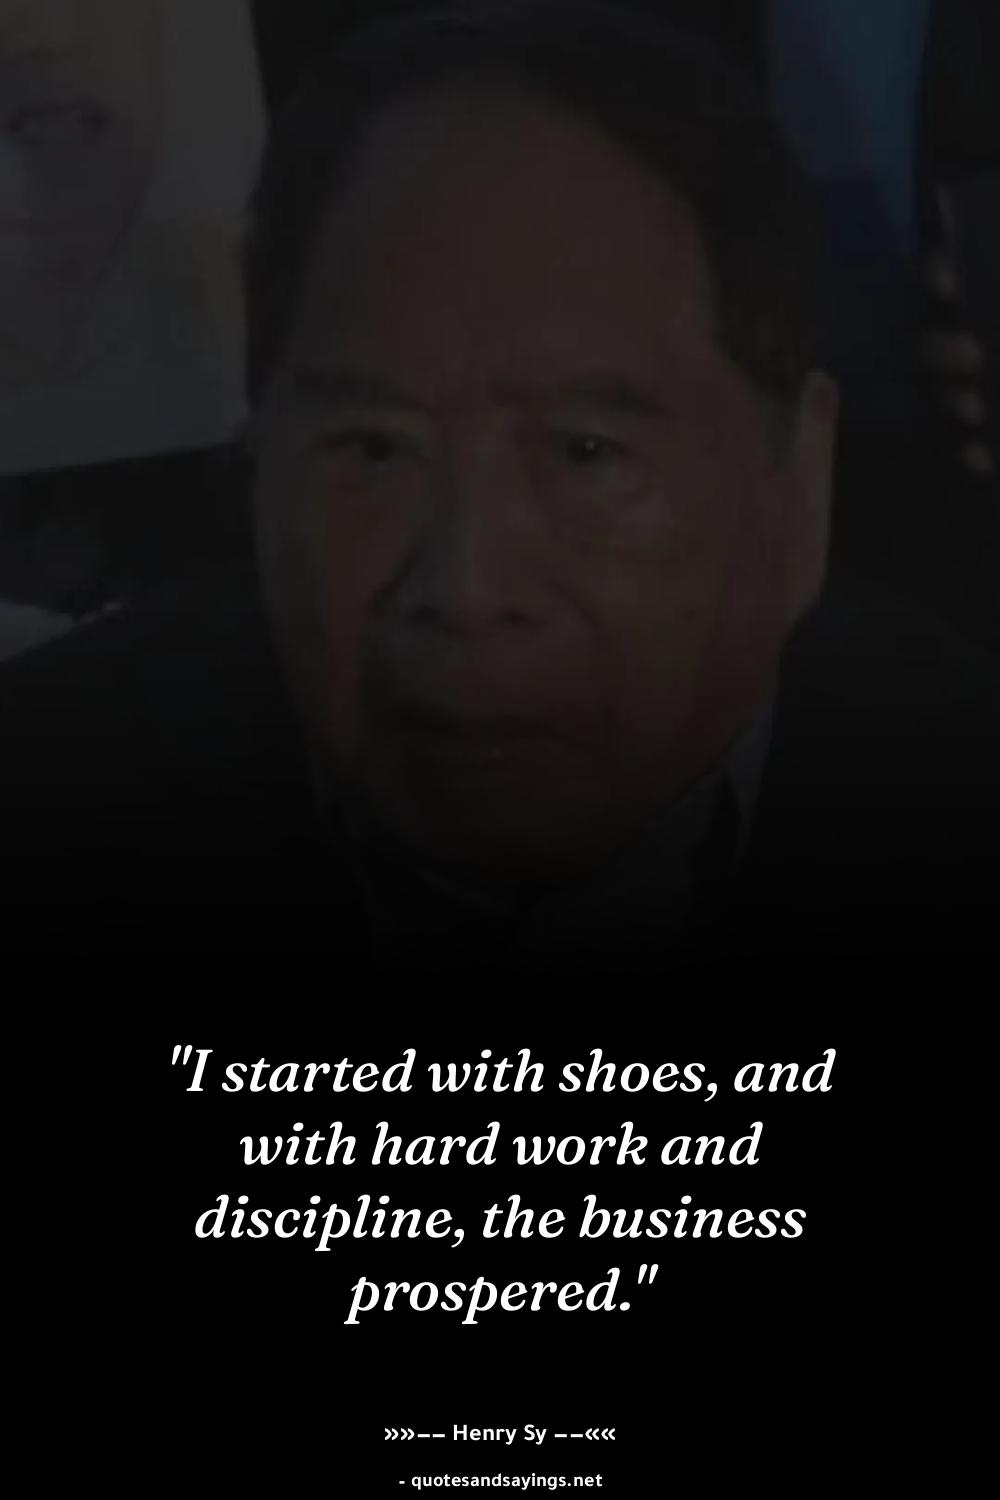 "I started with shoes, and
with hard work and
discipline, the business
prospered."
»»-- Henry Sy --««
- quotesandsayings.net